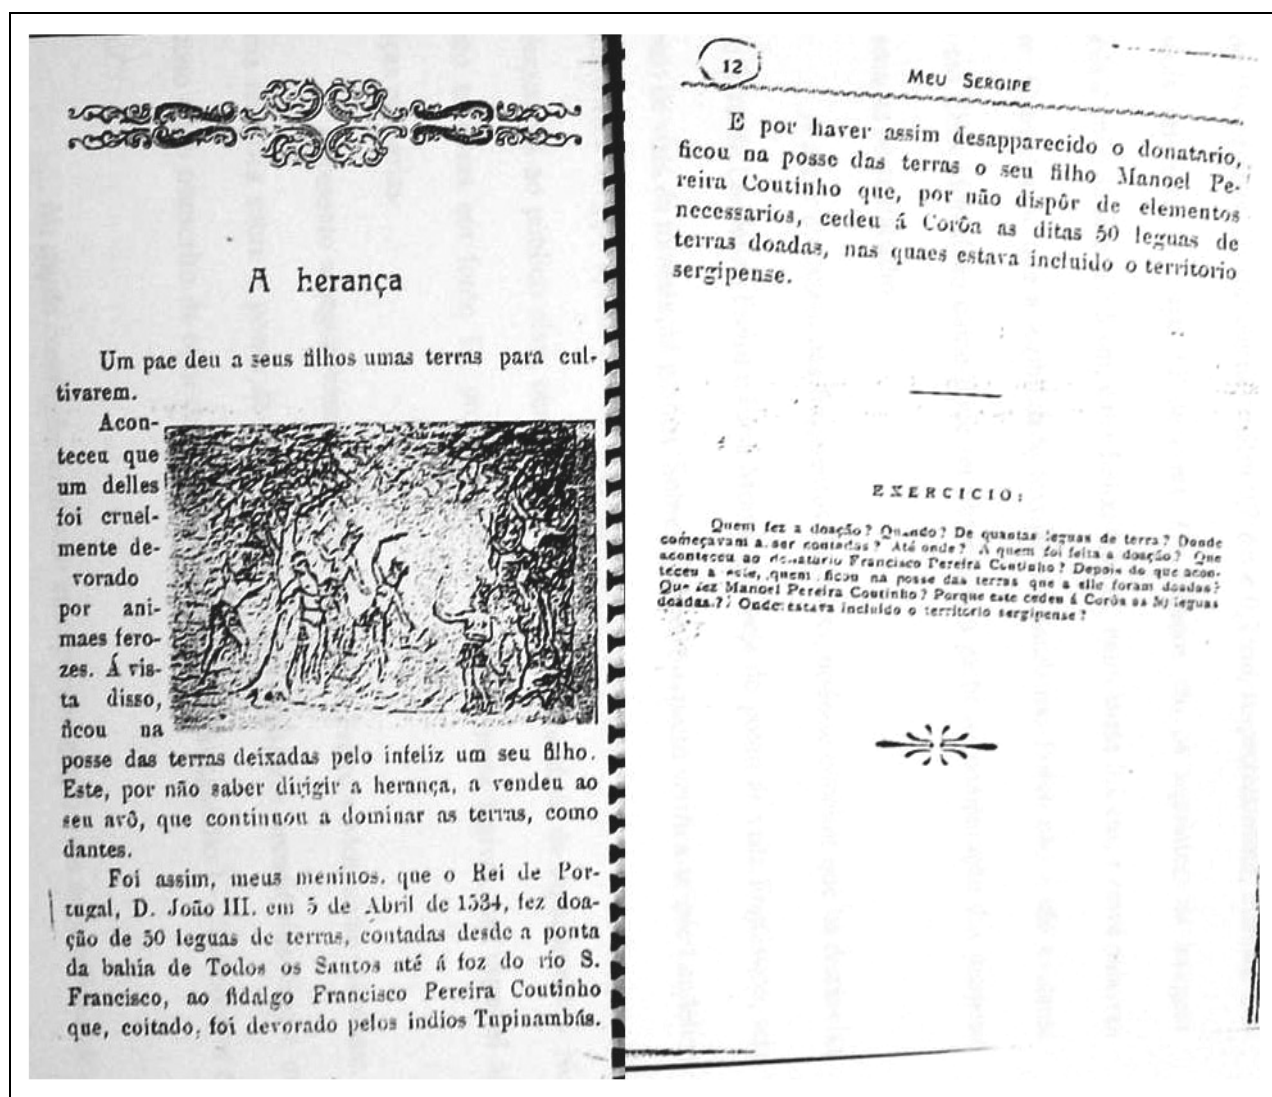 A herança
Um pae deu a seus filhos umas terras para cul-
tivarem.
Acon-
teceu que
um delles
foi cruel-
mente de-
vorado
por ani-
maes fero-
zes. Á vis-
ta disso,
ficou na
posse das terras deixadas pelo infeliz um seu filho.
Este, por não saber dirigir a herança, a vendeu ao
seu avô, que continuou a dominar as terras, como
dantes.
Foi assim, meus meninos, que o Rei de Por-
tugal, D. João III, em 5 de Abril de 1534, fez doa-
ção de 50 leguas de terras, contadas desde a ponta
da bahia de Todos os Santos até á foz do rio S.
Francisco, ao fidalgo Francisco Pereira Coutinho
que, coitado, foi devorado pelos indios Tupinambás.
12
MEU SERGIPE
E por haver assim desapparecido o donatario,
ficou na posse das terras o seu filho Manoel Pe-
reira Coutinho que, por não dispôr de elementos
necessarios, cedeu á Corôa as ditas 50 leguas de
terras doadas, nas quaes estava incluido o territorio
sergipense.
EXERCICIO:
Quem fez a doação? Quando? De quantas leguas de terra? Donde
começavam a ser contadas? Até onde? A quem foi feita a doação? Que
aconteceu ao donatario Francisco Pereira Coutinho? Depois do que acon-
teceu a este, quem ficou na posse das terras que a elle foram doadas?
Que fez Manoel Pereira Coutinho? Porque este cedeu á Corôa as 50 leguas
doadas? Onde estava incluido o territorio sergipense?